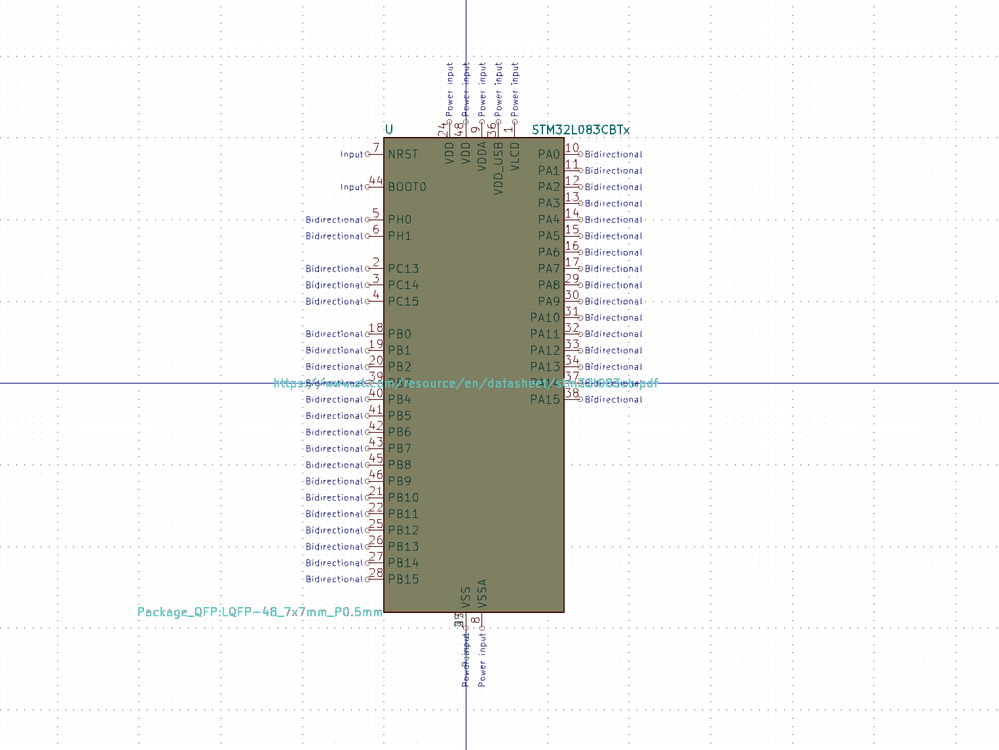 Power input
Power input
Power input
Power input
Power input
24
48
9
36
1
U
STM32L083CBTx
VDD
VDD
VDDA
VDD_USB
VLCD
Input 7 NRST
PA0 10 Bidirectional
PA1 11 Bidirectional
Input 44 BOOT0
PA2 12 Bidirectional
PA3 13 Bidirectional
Bidirectional 5 PH0
PA4 14 Bidirectional
Bidirectional 6 PH1
PA5 15 Bidirectional
PA6 16 Bidirectional
Bidirectional 2 PC13
PA7 17 Bidirectional
Bidirectional 3 PC14
PA8 29 Bidirectional
Bidirectional 4 PC15
PA9 30 Bidirectional
PA10 31 Bidirectional
Bidirectional 18 PB0
PA11 32 Bidirectional
Bidirectional 19 PB1
PA12 33 Bidirectional
Bidirectional 20 PB2
PA13 34 Bidirectional
39
37
Bidirectional 40 PB4
PA15 38 Bidirectional
Bidirectional 41 PB5
Bidirectional 42 PB6
Bidirectional 43 PB7
Bidirectional 45 PB8
Bidirectional 46 PB9
Bidirectional 21 PB10
Bidirectional 22 PB11
Bidirectional 25 PB12
Bidirectional 26 PB13
Bidirectional 27 PB14
Bidirectional 28 PB15
VSS
VSSA
Package_QFP:LQFP-48_7x7mm_P0.5mm
8
Power input
Power input